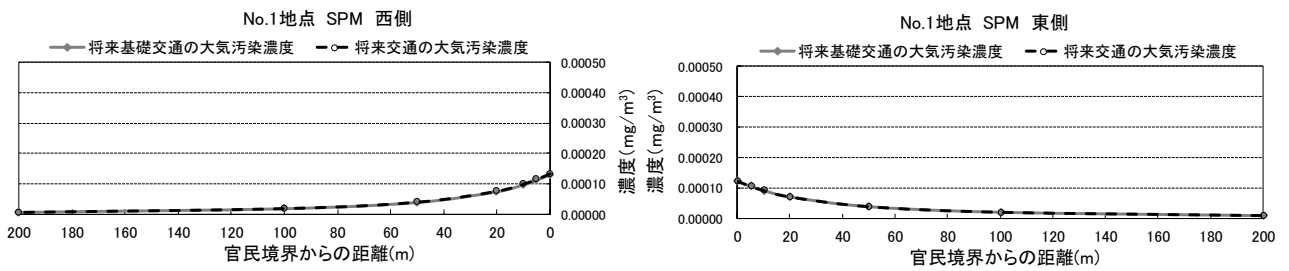 No.1地点 SPM 西側
将来基礎交通の大気汚染濃度 将来交通の大気汚染濃度
0.00050
0.00040
0.00030
0.00020
0.00010
0.00000
濃度(mg/m³)
200 180 160 140 120 100 80 60 40 20 0
官民境界からの距離(m)
No.1地点 SPM 東側
将来基礎交通の大気汚染濃度 将来交通の大気汚染濃度
濃度(mg/m³)
0.00050
0.00040
0.00030
0.00020
0.00010
0.00000
0 20 40 60 80 100 120 140 160 180 200
官民境界からの距離(m)